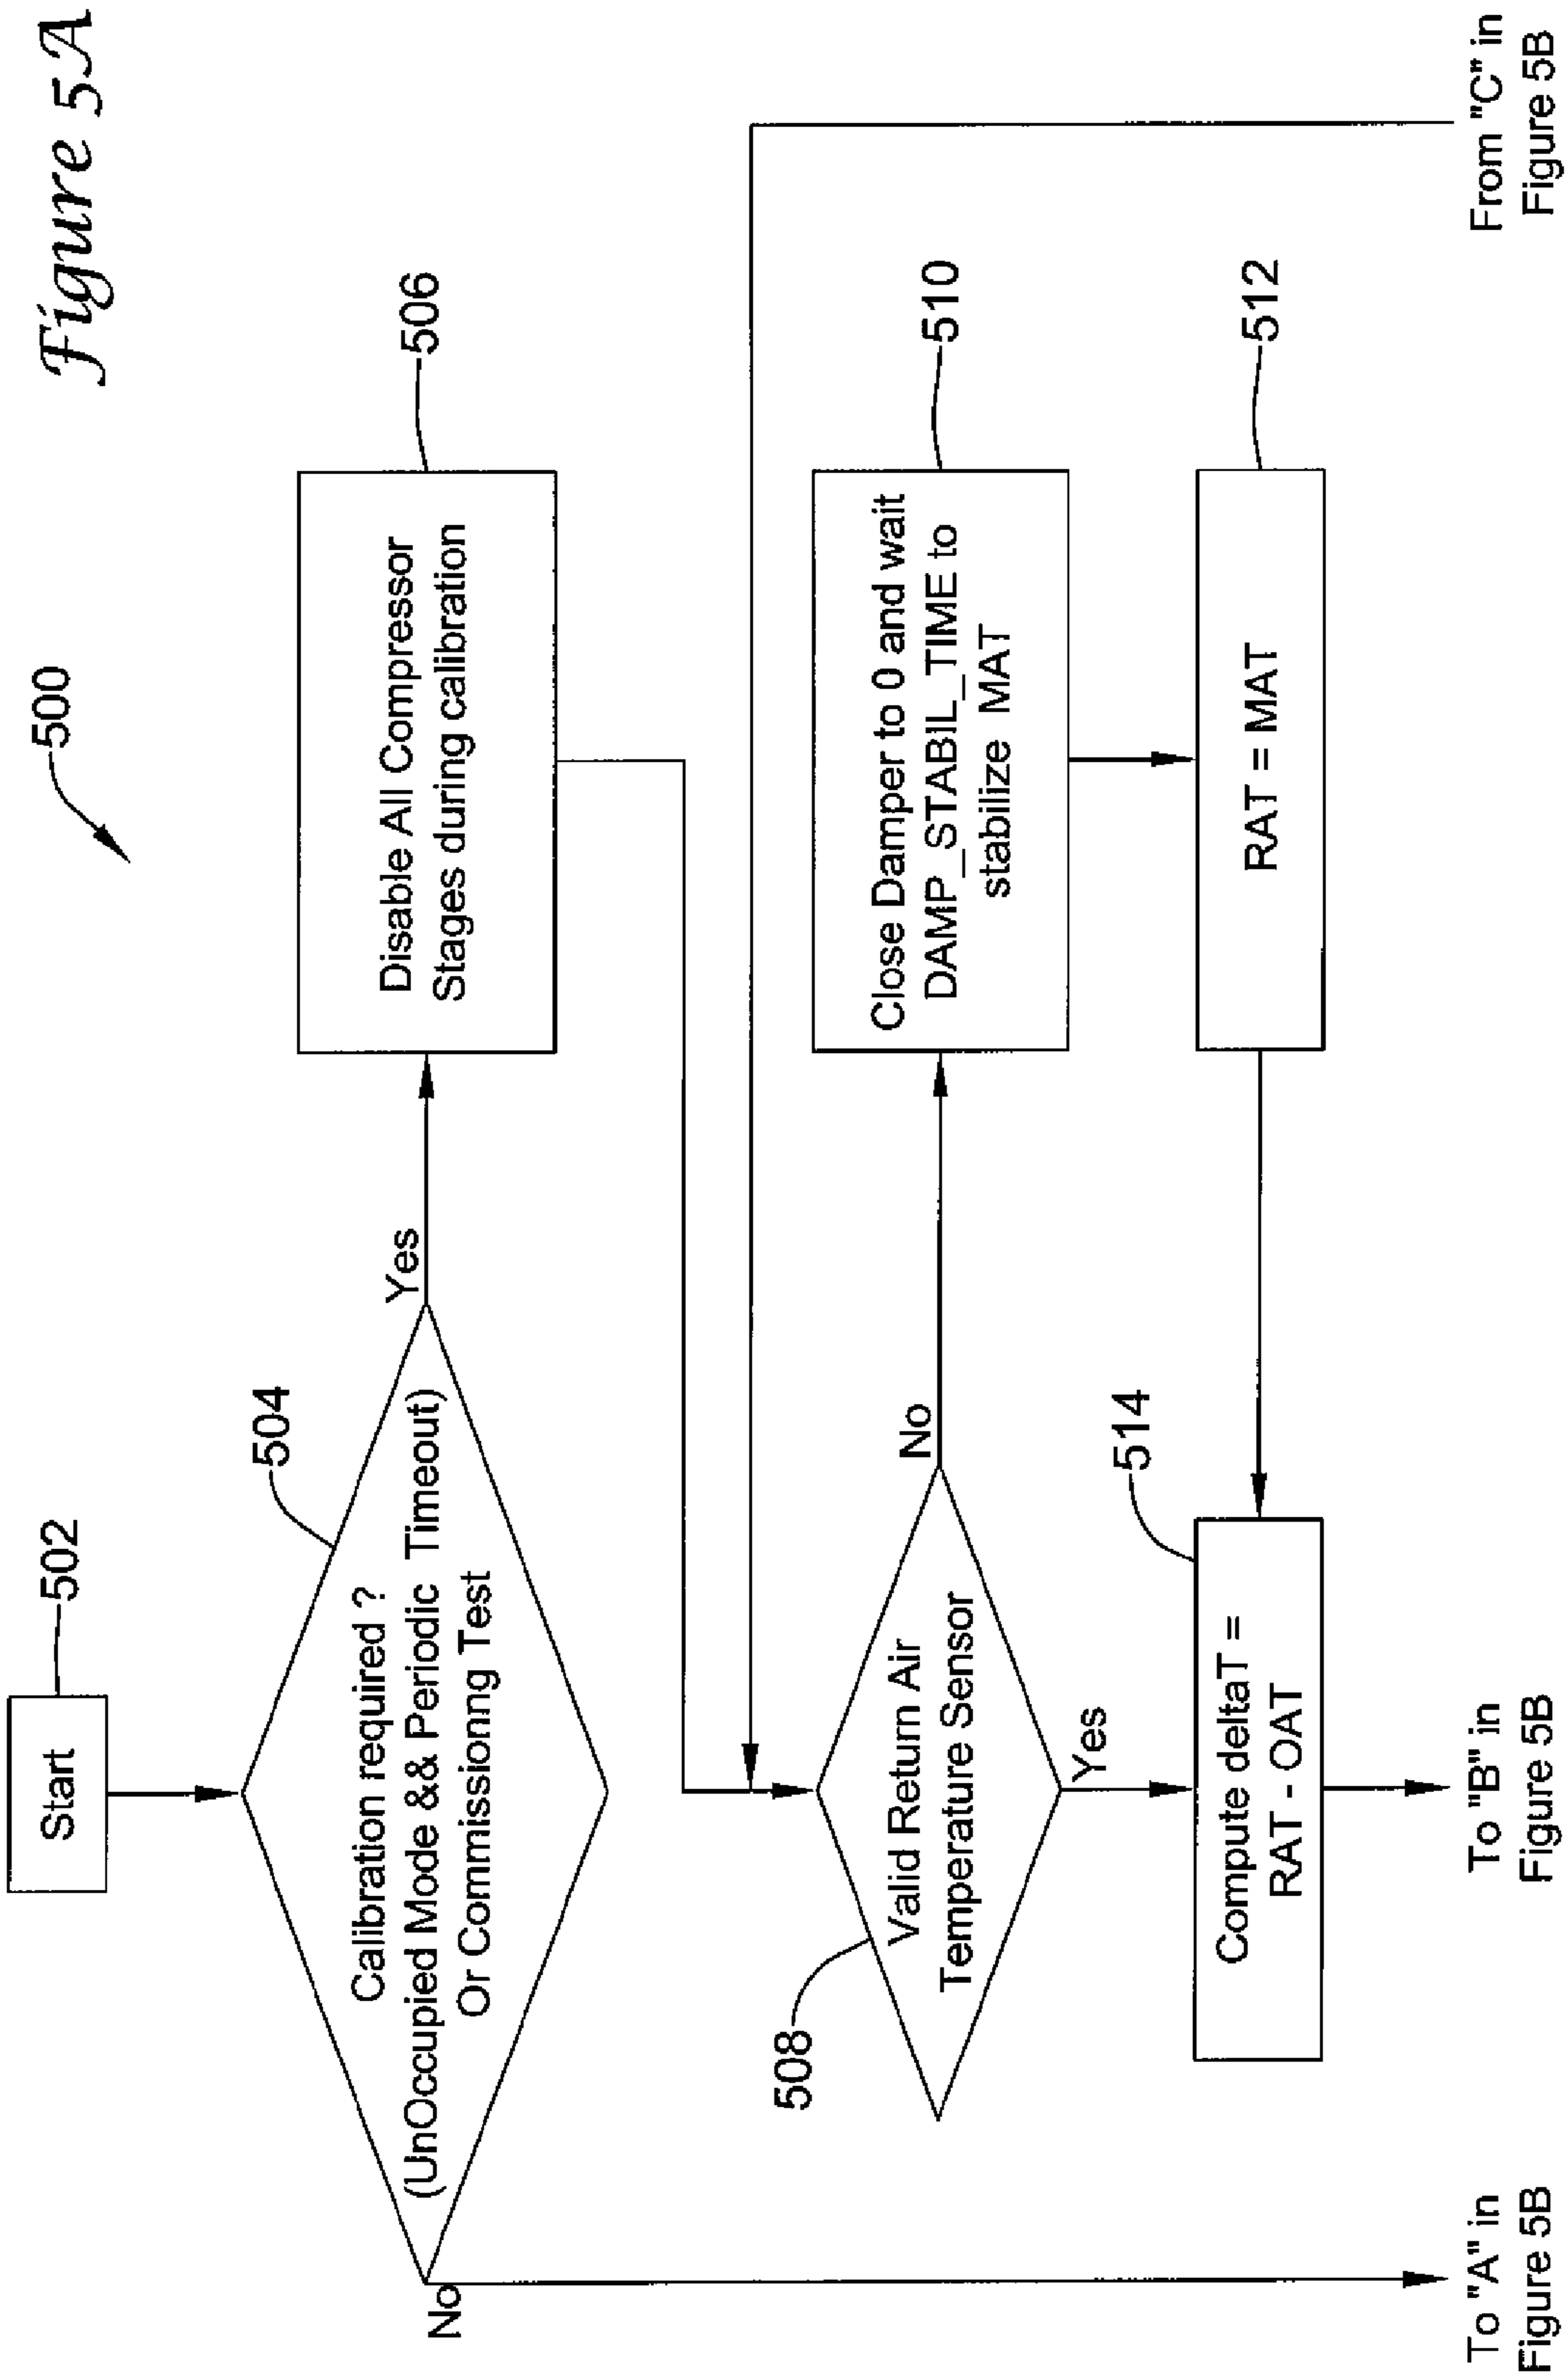 Figure 5A
500
Start
502
504
Calibration required ?
(UnOccupied Mode && Periodic Timeout)
Or Commissionng Test
Yes
No
Disable All Compressor
Stages during calibration
506
508
Valid Return Air
Temperature Sensor
No
Yes
Close Damper to 0 and wait
DAMP_STABIL_TIME to
stabilize MAT
510
RAT = MAT
512
514
Compute deltaT =
RAT - OAT
To "A" in
Figure 5B
To "B" in
Figure 5B
From "C" in
Figure 5B